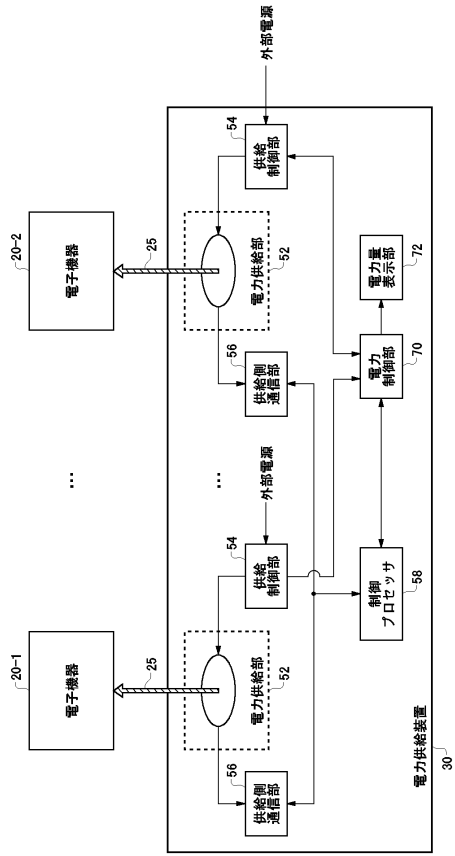 20-1
電子機器
…
20-2
電子機器
25
25
56
供給側
通信部
電力供給部
52
54
供給
制御部
外部電源
…
56
供給側
通信部
電力供給部
52
54
供給
制御部
外部電源
制御
プロセッサ
58
電力
制御部
70
電力量
表示部
72
電力供給装置
30